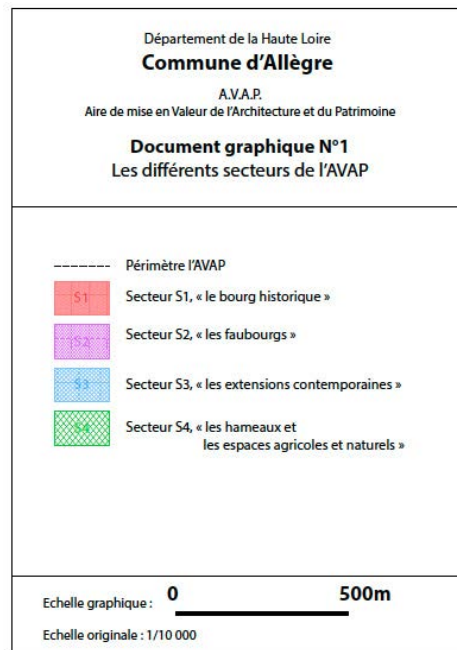 Département de la Haute Loire
Commune d'Allègre
A.V.A.P.
Aire de mise en Valeur de l'Architecture et du Patrimoine
Document graphique N°1
Les différents secteurs de l'AVAP
Périmètre l'AVAP
S1 Secteur S1, « le bourg historique »
S2 Secteur S2, « les faubourgs »
S3 Secteur S3, « les extensions contemporaines »
S4 Secteur S4, « les hameaux et
les espaces agricoles et naturels »
Echelle graphique : 0 500m
Echelle originale : 1/10 000